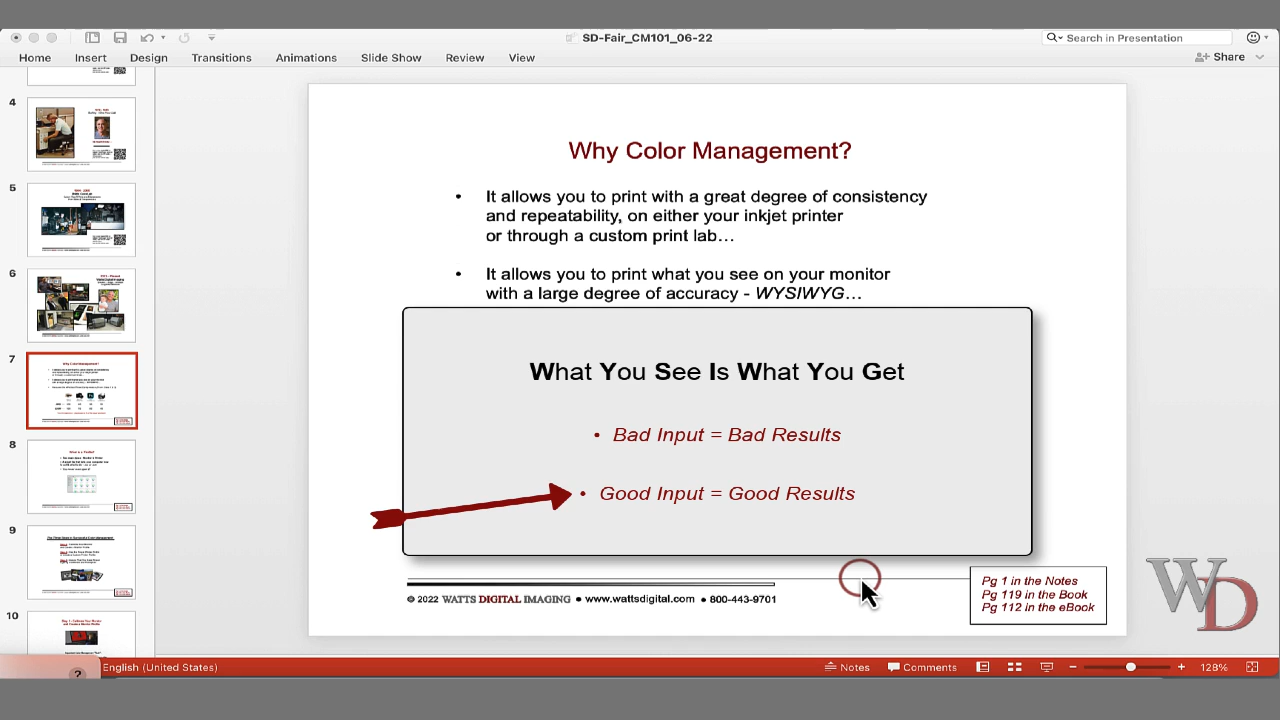 SD-Fair_CM101_06-22
Search in Presentation
Home Insert Design Transitions Animations Slide Show Review View
Share
4
5
6
7
8
9
10
Why Color Management?
• It allows you to print with a great degree of consistency
and repeatability, on either your inkjet printer
or through a custom print lab…
• It allows you to print what you see on your monitor
with a large degree of accuracy - WYSIWYG…
What You See Is What You Get
• Bad Input = Bad Results
• Good Input = Good Results
© 2022 WATTS DIGITAL IMAGING • www.wattsdigital.com • 800-443-9701
Pg 1 in the Notes
Pg 119 in the Book
Pg 112 in the eBook
WD
? English (United States)
Notes Comments 128%